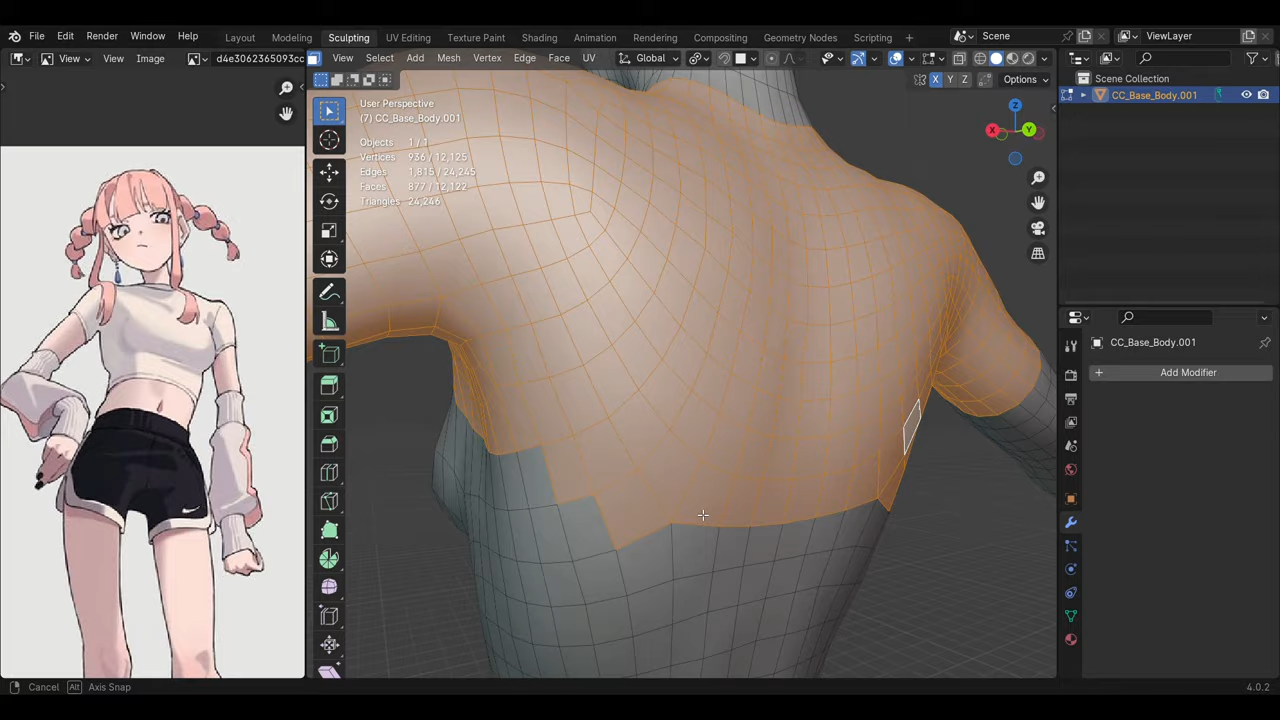 File Edit Render Window Help Layout Modeling Sculpting UV Editing Texture Paint Shading Animation Rendering Compositing Geometry Nodes Scripting Scene ViewLayer
View View Image d4e3062365093cc View Select Add Mesh Vertex Edge Face UV Global
X Y Z Options Scene Collection
CC_Base_Body.001
User Perspective
(7) CC_Base_Body.001
Objects 1 / 1
Vertices 936 / 12,125
Edges 1,815 / 24,245
Faces 877 / 12,122
Triangles 24,246
Z
X Y
CC_Base_Body.001
+ Add Modifier
Cancel Alt Axis Snap 4.0.2